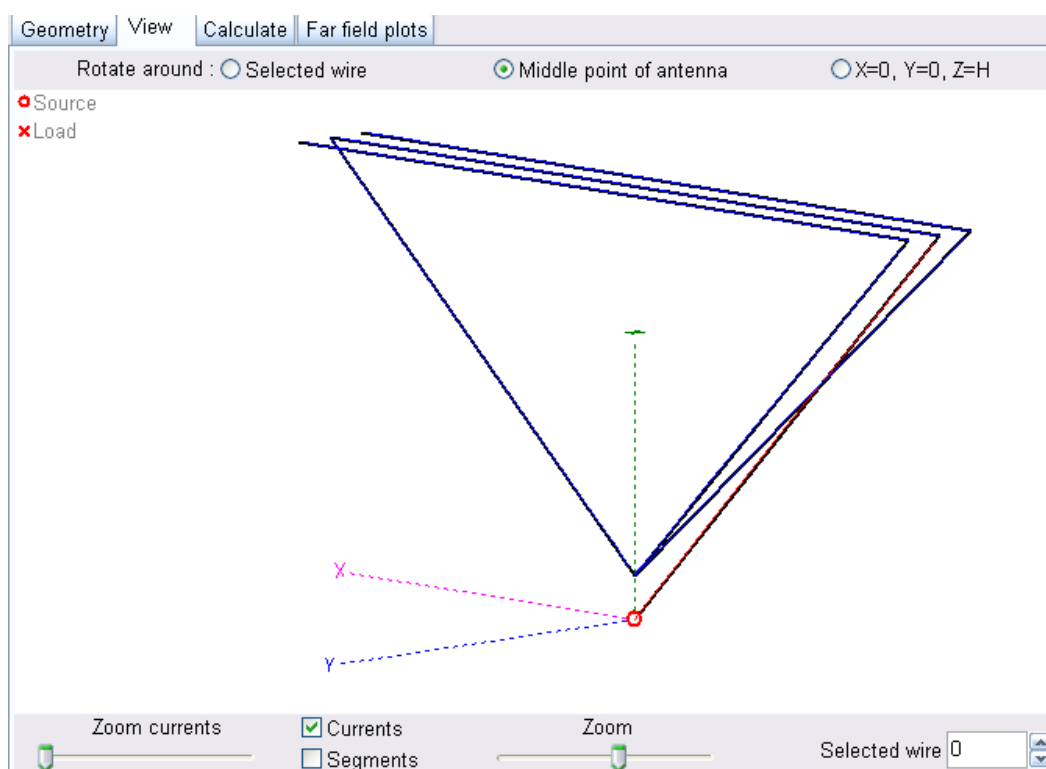 Geometry View Calculate Far field plots
Rotate around : Selected wire Middle point of antenna X=0, Y=0, Z=H
Source
Load
X
Y
Zoom currents Currents Zoom Selected wire 0
Segments